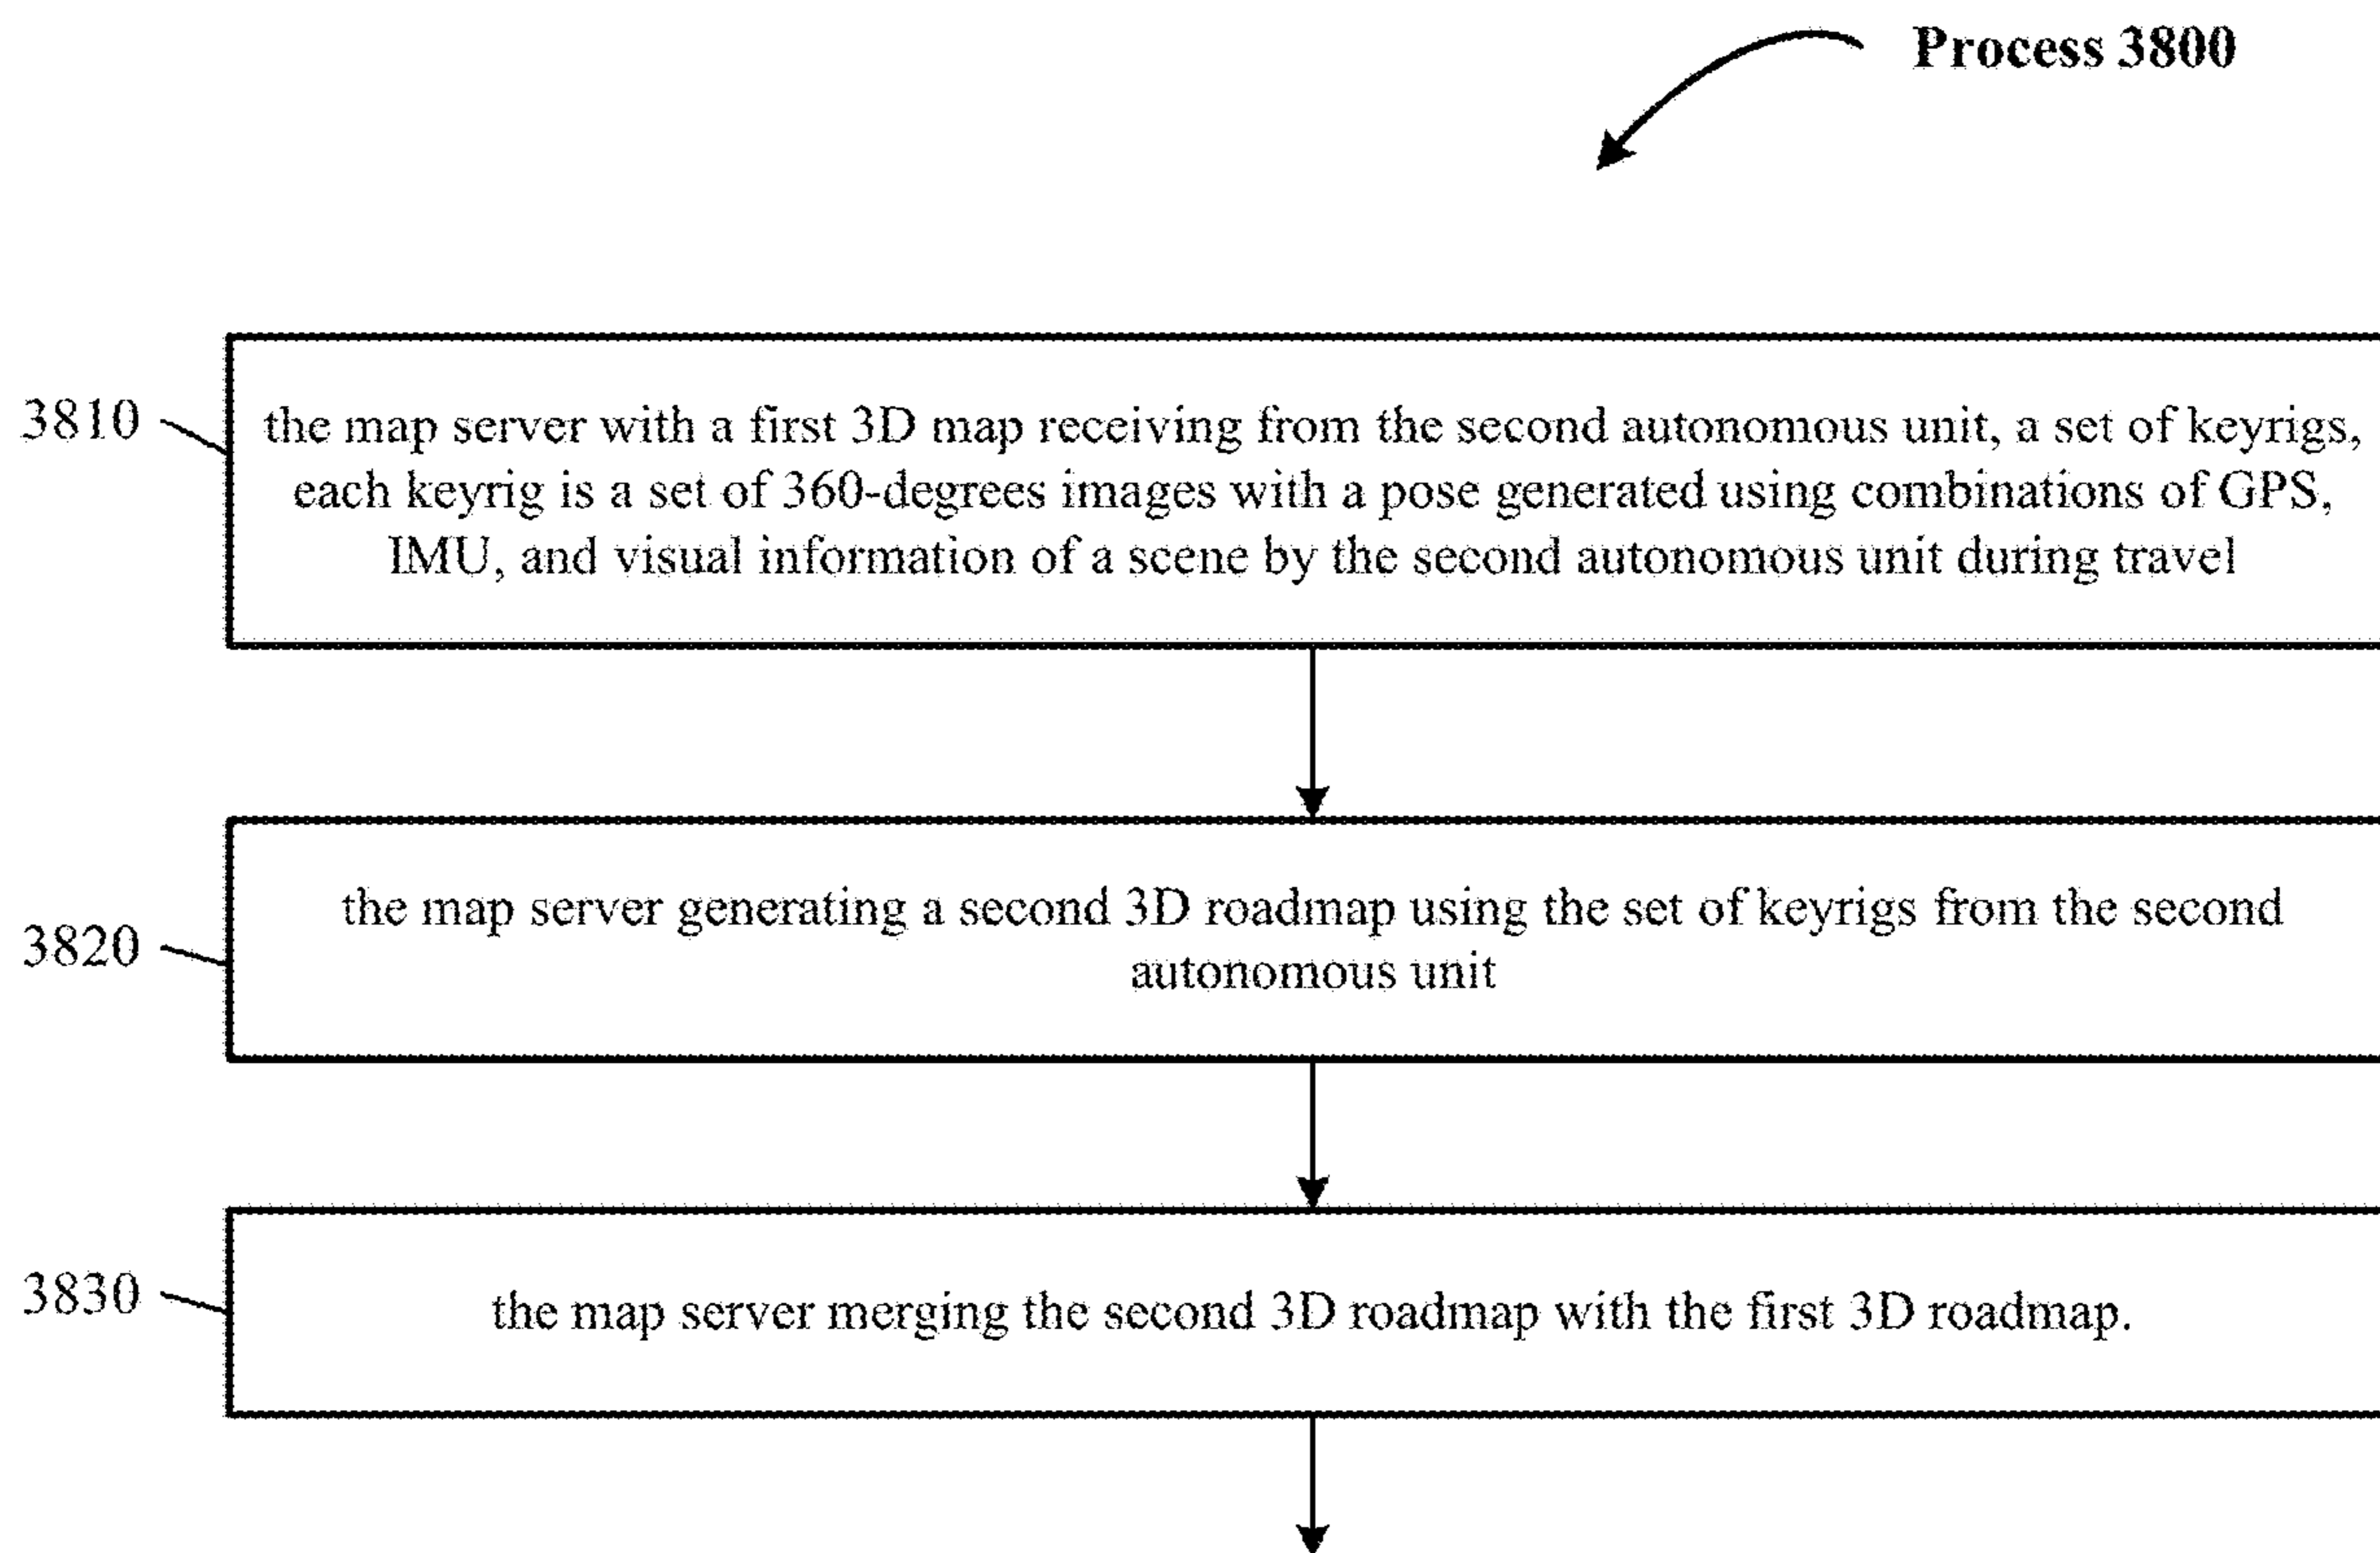 Process 3800
3810
the map server with a first 3D map receiving from the second autonomous unit, a set of keyrigs,
each keyrig is a set of 360-degrees images with a pose generated using combinations of GPS,
IMU, and visual information of a scene by the second autonomous unit during travel
3820
the map server generating a second 3D roadmap using the set of keyrigs from the second
autonomous unit
3830
the map server merging the second 3D roadmap with the first 3D roadmap.